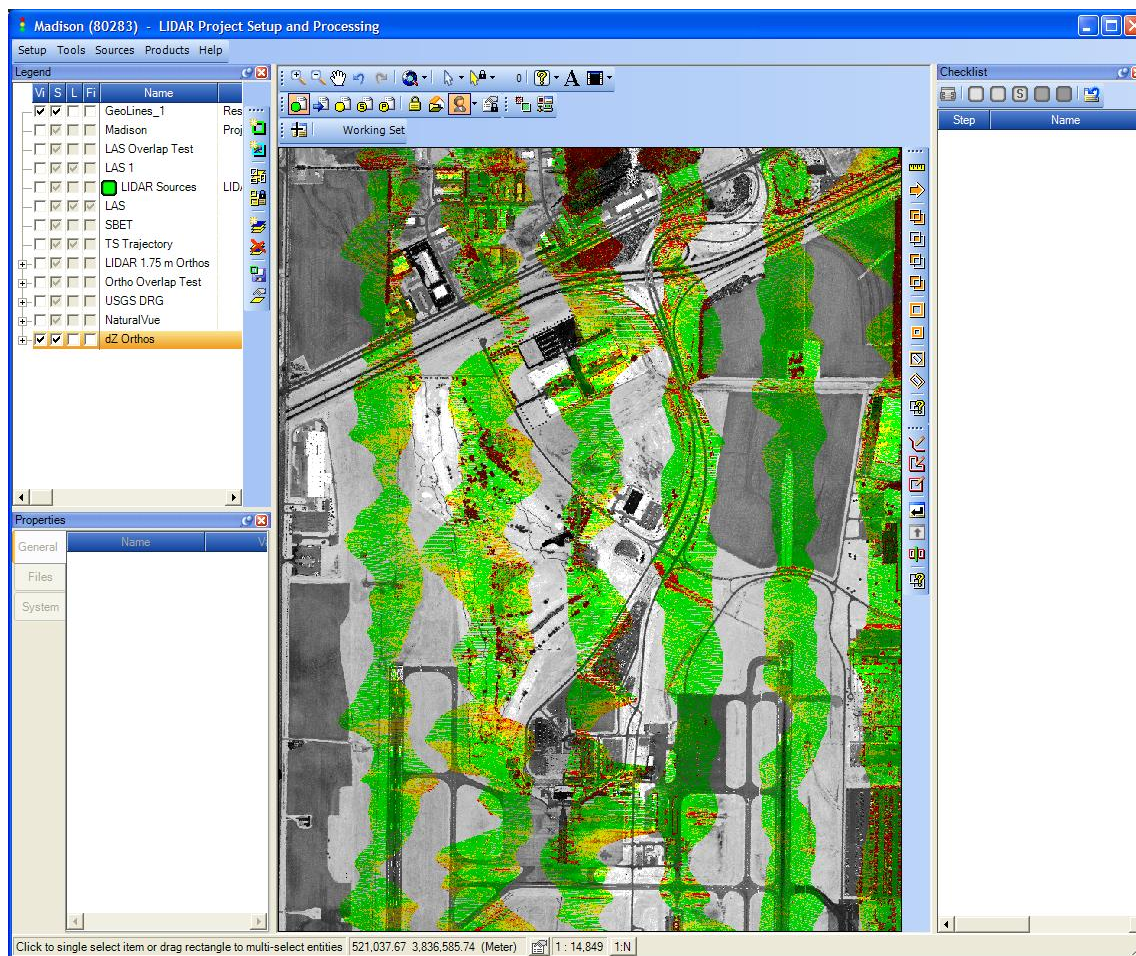 Madison (80283) - LIDAR Project Setup and Processing
Setup Tools Sources Products Help
Legend
Vi S L Fi Name
GeoLines_1 Res
Madison Proj
LAS Overlap Test
LAS 1
LIDAR Sources LID
LAS
SBET
TS Trajectory
LIDAR 1.75 m Orthos
Ortho Overlap Test
USGS DRG
NaturalVue
dZ Orthos
0
A
Working Set
Checklist
S
Step Name
Properties
General Name V
Files
System
Click to single select item or drag rectangle to multi-select entities 521,037.67 3,836,585.74 (Meter) 1 : 14,849 1:N